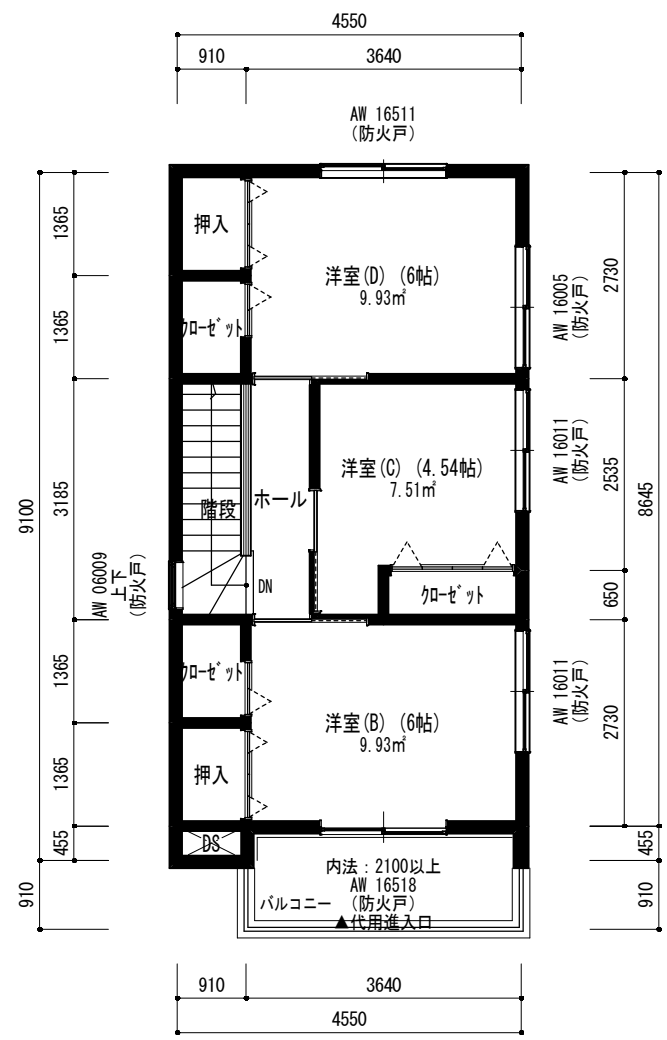 4550
910
3640
AW 16511
(防火戸)
1365
1365
3185
1365
1365
455
9100
910
押入
クローゼット
洋室(D) (6帖)
9.93㎡
AW 16005
(防火戸)
2730
洋室(C) (4.54帖)
7.51㎡
AW 16011
(防火戸)
2535
8645
階段
ホール
AW 06009
上下
(防火戸)
DN
クローゼット
650
クローゼット
洋室(B) (6帖)
9.93㎡
AW 16011
(防火戸)
2730
押入
DS
内法：2100以上
AW 16518
(防火戸)
バルコニー
▲代用進入口
455
910
910
3640
4550